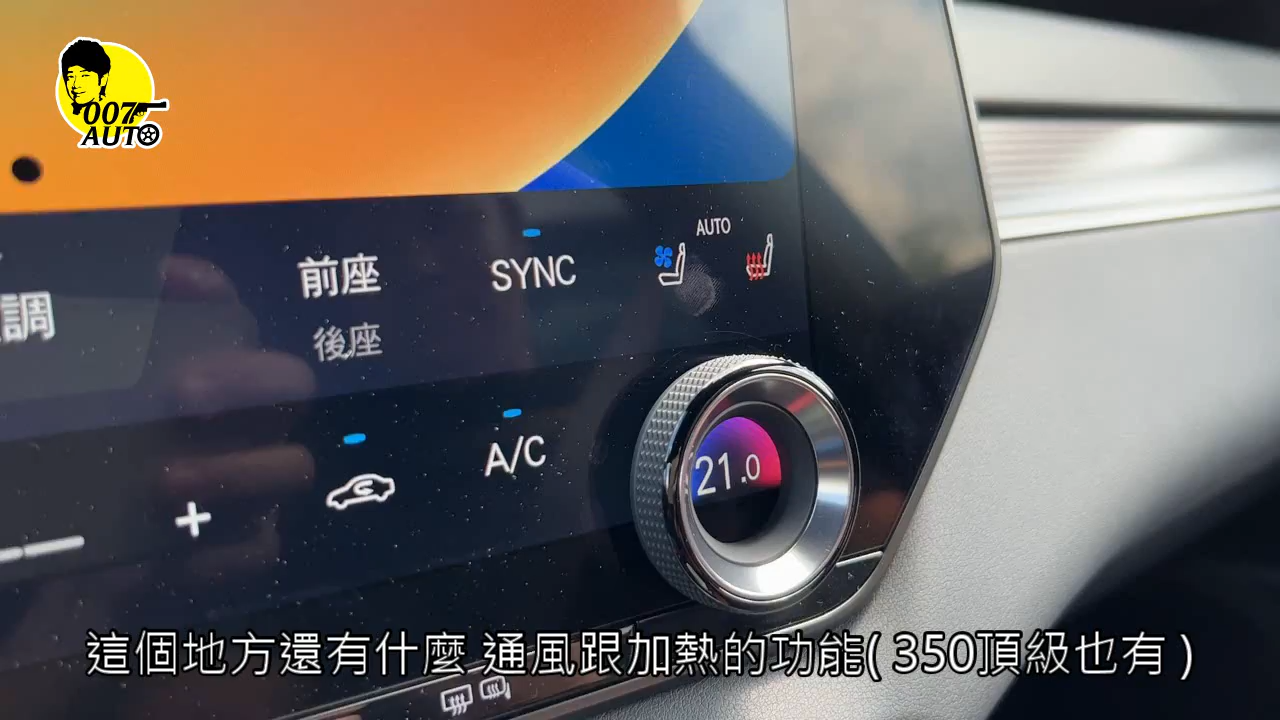 007
AUTO
AUTO
前座
SYNC
調
後座
A/C
21.0
這個地方還有什麼 通風跟加熱的功能( 350頂級也有 )